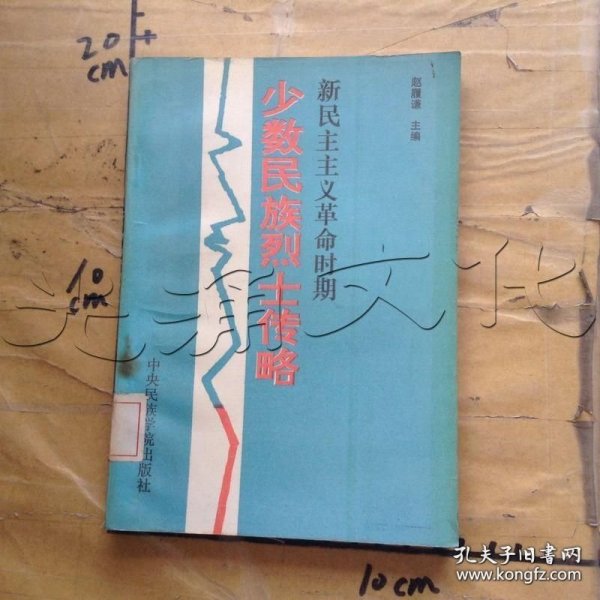 20
cm
赵履谦 主编
新民主主义革命时期
少数民族烈士传略
10
cm
中央民族学院出版社
10 cm
孔夫子旧书网
www.kongfz.com